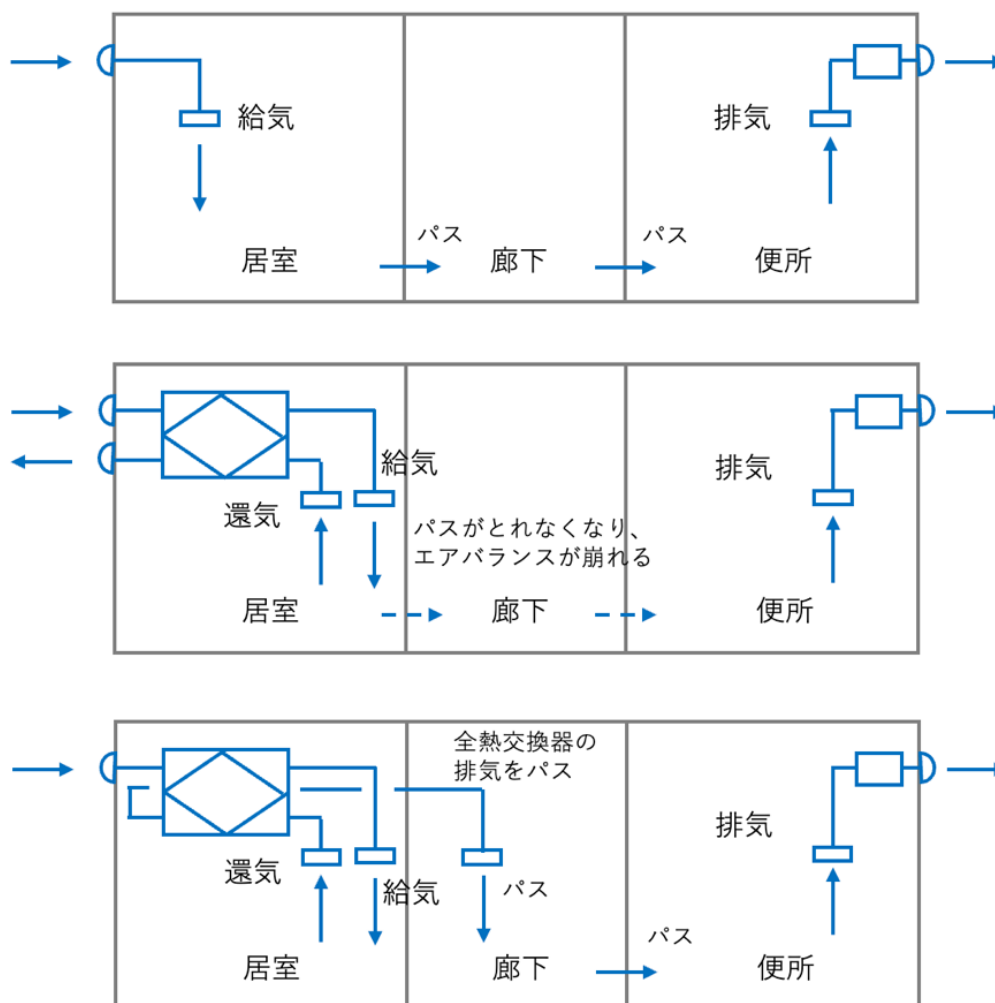 給気
排気
パス
パス
居室
廊下
便所
給気
排気
還気
パスがとれなくなり、
エアバランスが崩れる
居室
廊下
便所
全熱交換器の
排気をパス
排気
還気
給気
パス
パス
居室
廊下
便所